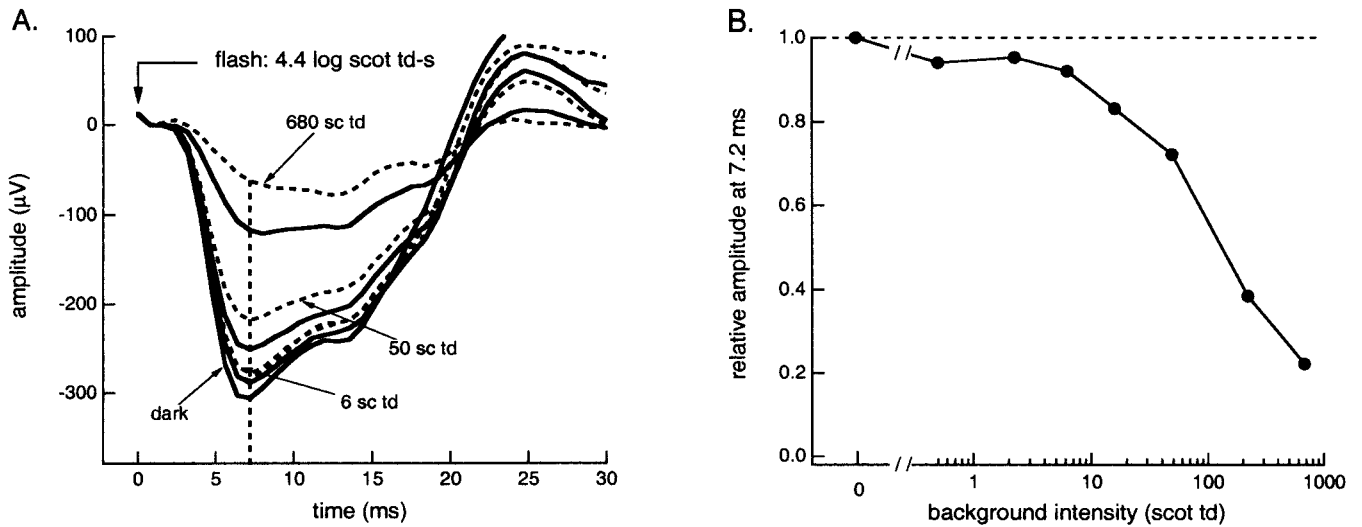 A.
flash: 4.4 log scot td-s
100
0
-100
-200
-300
amplitude (µV)
680 sc td
50 sc td
6 sc td
dark
0 5 10 15 20 25 30
time (ms)
B.
1.0
0.8
0.6
0.4
0.2
0.0
relative amplitude at 7.2 ms
0 1 10 100 1000
background intensity (scot td)